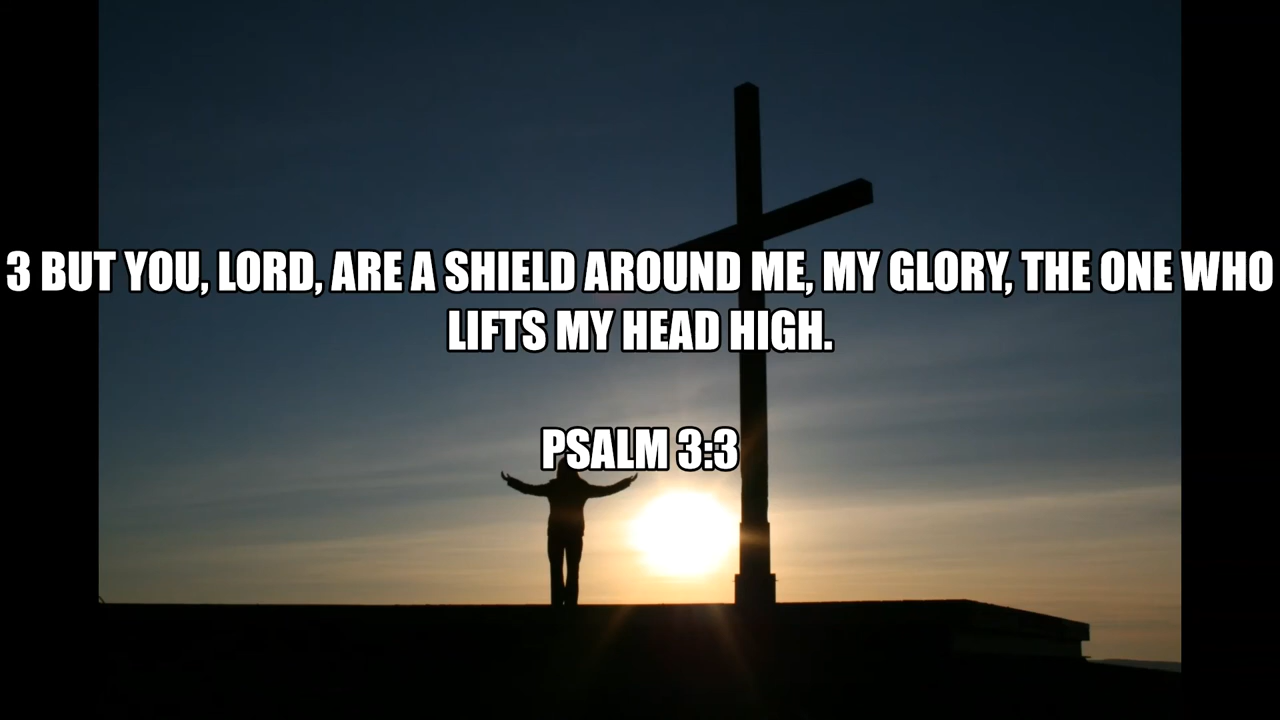 3 BUT YOU, LORD, ARE A SHIELD AROUND ME, MY GLORY, THE ONE WHO
LIFTS MY HEAD HIGH.
PSALM 3:3